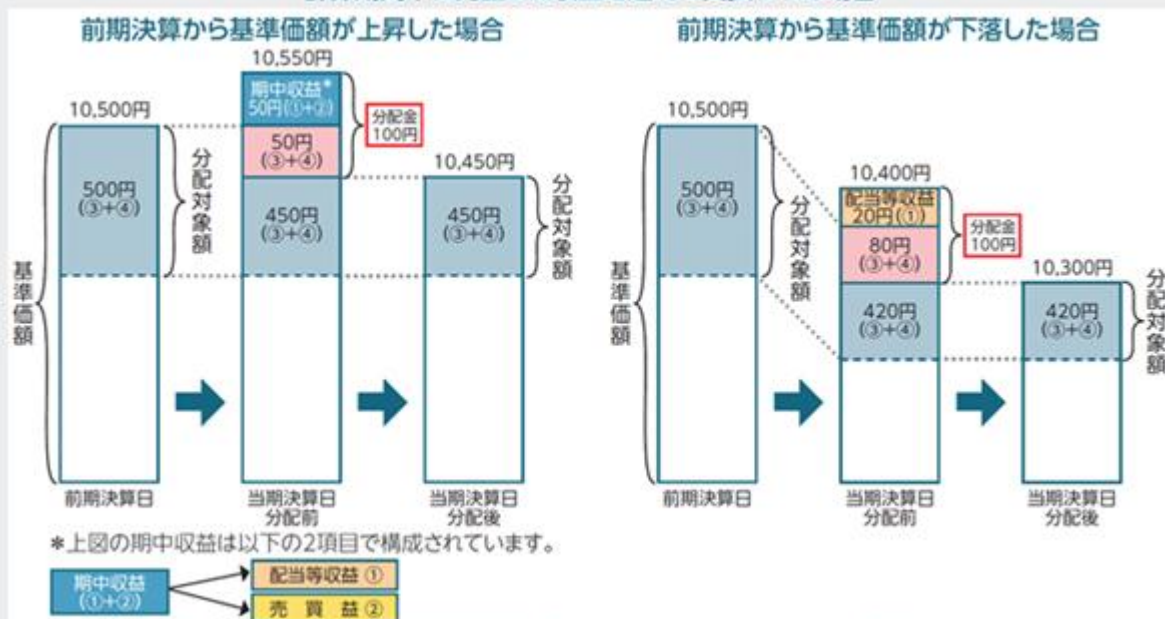 前期決算から基準価額が上昇した場合
10,550円
期中収益*
50円(①+②)
分配金
100円
10,500円
50円
(③+④)
10,450円
500円
(③+④)
分配対象額
450円
(③+④)
450円
(③+④)
分配対象額
基準価額
前期決算日
当期決算日
分配前
当期決算日
分配後
*上図の期中収益は以下の2項目で構成されています。
期中収益
(①+②)
配当等収益 ①
売 買 益 ②
前期決算から基準価額が下落した場合
10,500円
10,400円
配当等収益
20円(①)
分配金
100円
500円
(③+④)
分配対象額
80円
(③+④)
10,300円
420円
(③+④)
420円
(③+④)
分配対象額
基準価額
前期決算日
当期決算日
分配前
当期決算日
分配後